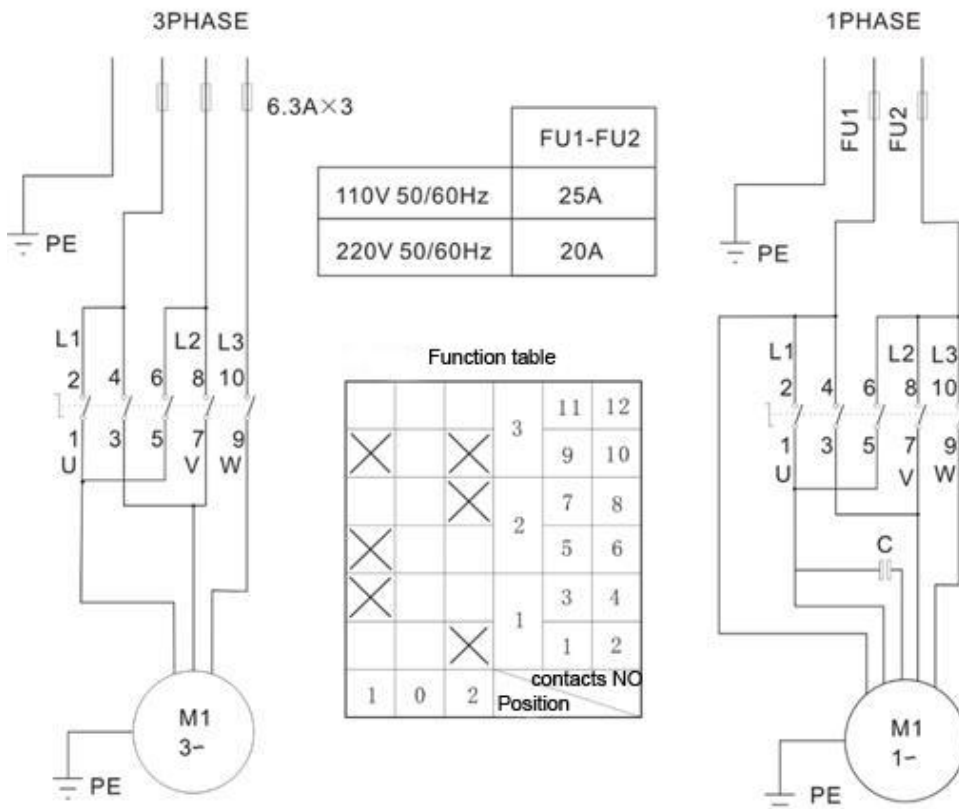 3PHASE
6.3A×3
PE
L1 L2 L3
2 4 6 8 10
1 3 5 7 9
U V W
M1
3~
PE
FU1-FU2
110V 50/60Hz 25A
220V 50/60Hz 20A
Function table
3 11 12
9 10
2 7 8
5 6
1 3 4
1 2
contacts NO
1 0 2 Position
1PHASE
FU1 FU2
PE
L1 L2 L3
2 4 6 8 10
1 3 5 7 9
U V W
C
M1
1~
PE